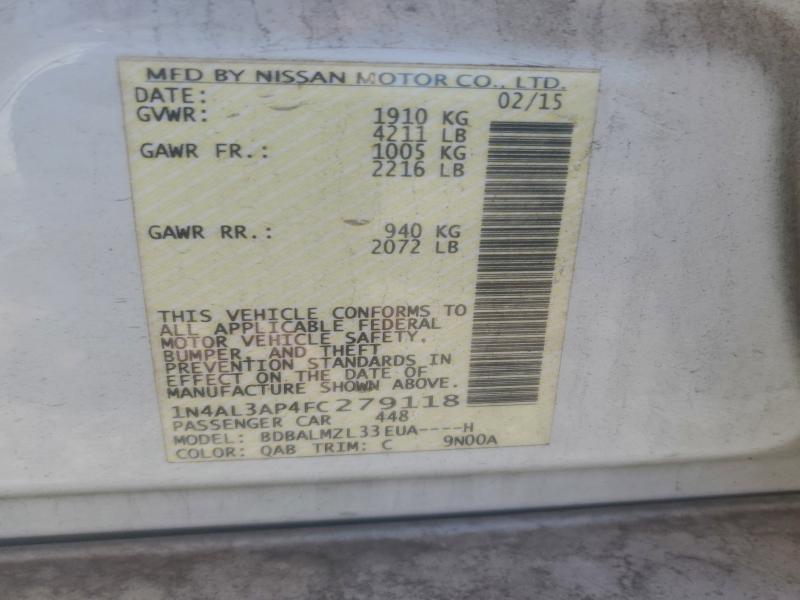 MFD BY NISSAN MOTOR CO., LTD.
DATE: 02/15
GVWR: 1910 KG
4211 LB
GAWR FR.: 1005 KG
2216 LB
GAWR RR.: 940 KG
2072 LB
THIS VEHICLE CONFORMS TO
ALL APPLICABLE FEDERAL
MOTOR VEHICLE SAFETY,
BUMPER, AND THEFT
PREVENTION STANDARDS IN
EFFECT ON THE DATE OF
MANUFACTURE SHOWN ABOVE.
1N4AL3AP4FC279118
PASSENGER CAR 448
MODEL: BDBALMZL33EUA----H
COLOR: QAB TRIM: C 9N00A